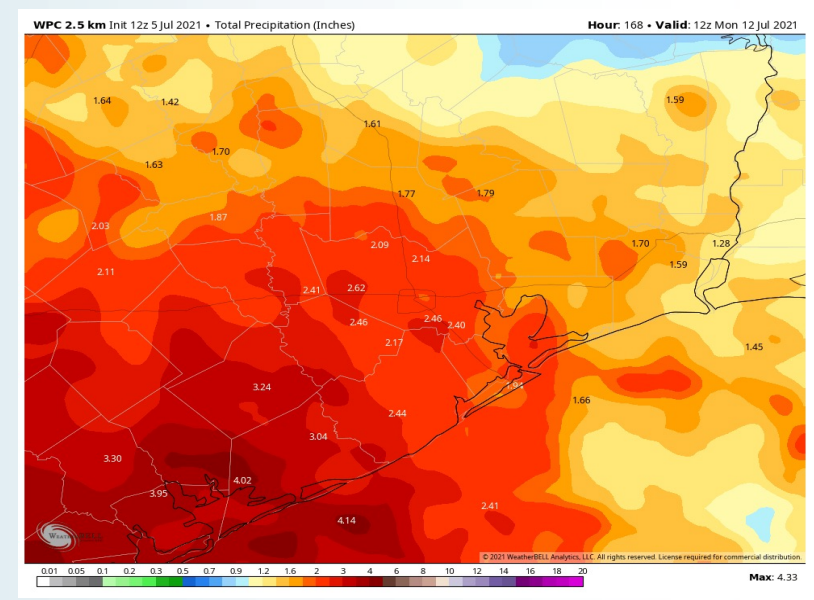 WPC 2.5 km Init 12z 5 Jul 2021 • Total Precipitation (Inches) Hour: 168 • Valid: 12z Mon 12 Jul 2021
1.64 1.42 1.59
1.61
1.70
1.63
1.77 1.79
1.87
2.03
2.09 1.70 1.28
2.14
1.59
2.11
2.41 2.62
2.46 2.46 2.40
2.17 1.45
3.24 1.94
1.66
2.44
3.04
3.30
4.02
3.95
2.41
4.14
WEATHERBELL
© 2021 WeatherBELL Analytics, LLC. All rights reserved. License required for commercial distribution.
0.01 0.05 0.1 0.2 0.3 0.5 0.7 0.9 1.2 1.6 2 3 4 6 8 10 12 14 16 18 20
Max: 4.33